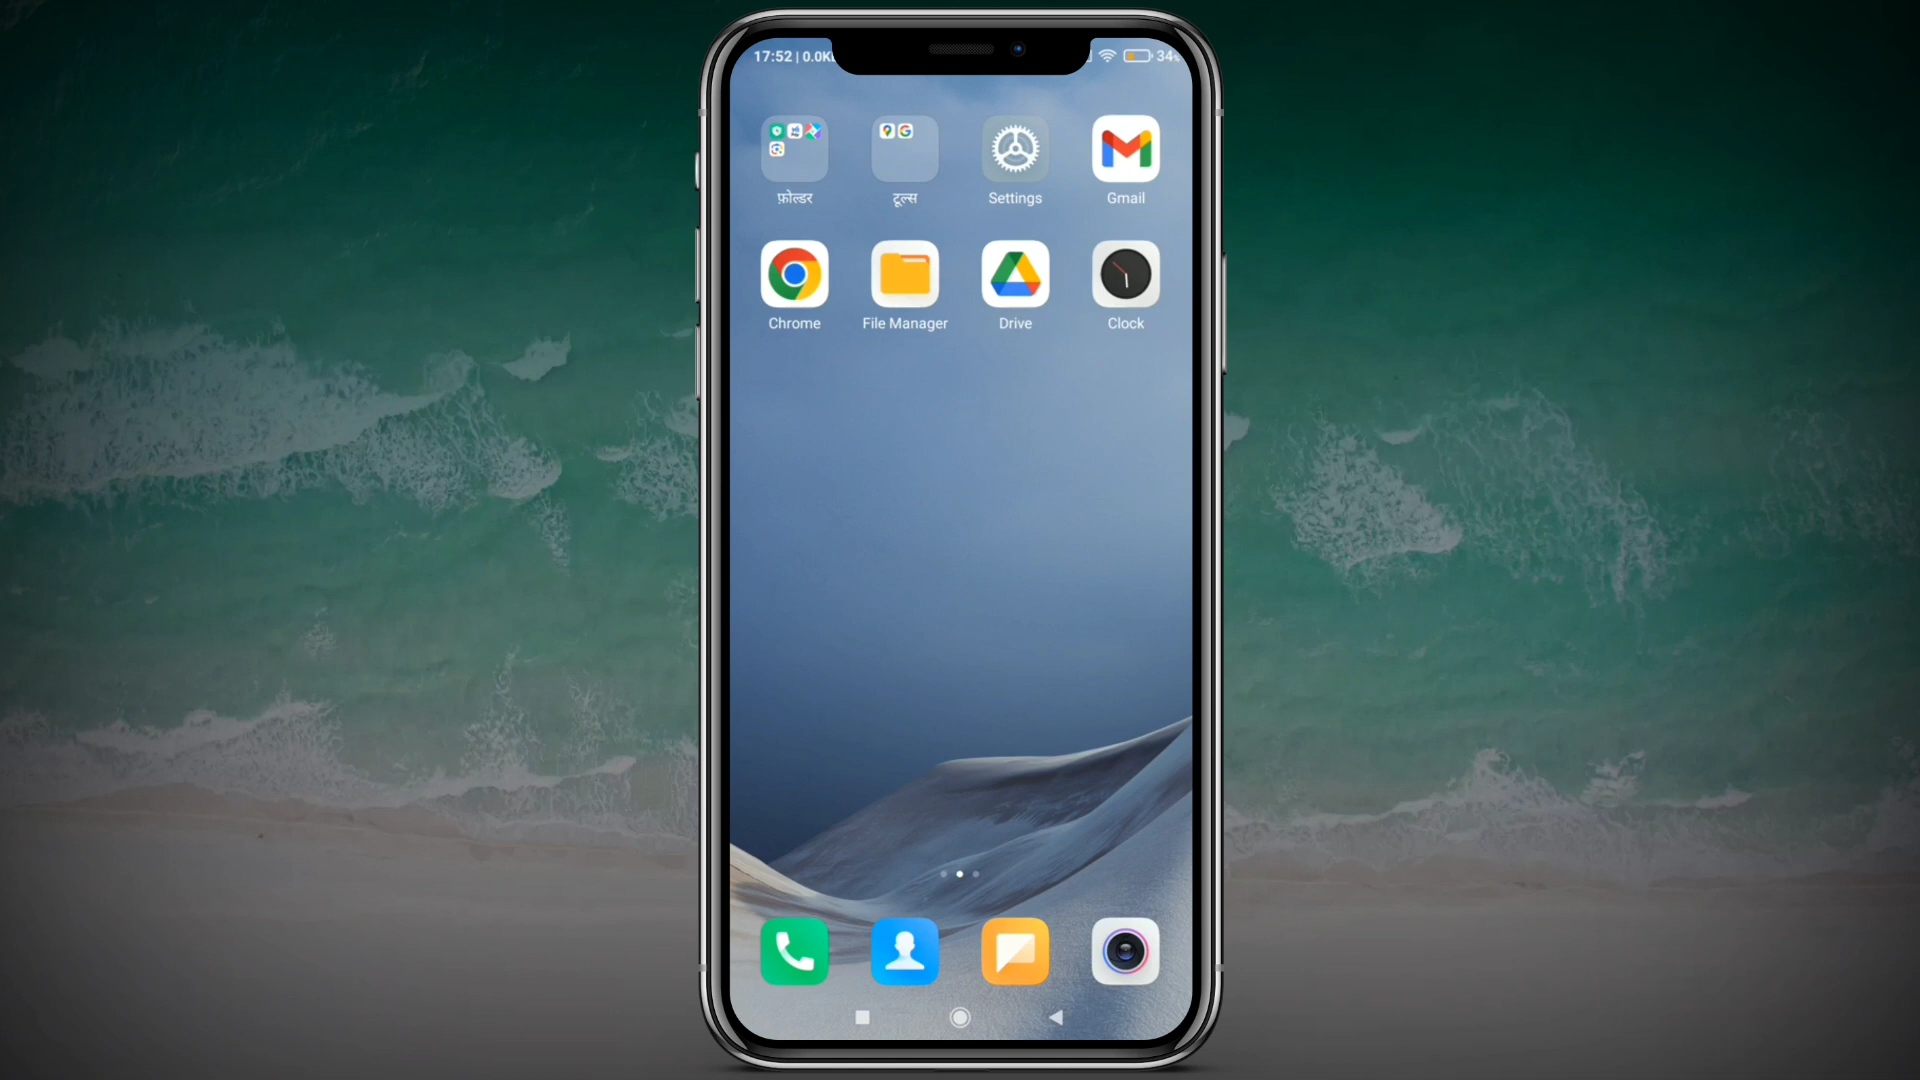 17:52 | 0.0K
34
फ़ोल्डर
टूल्स
Settings
Gmail
Chrome
File Manager
Drive
Clock